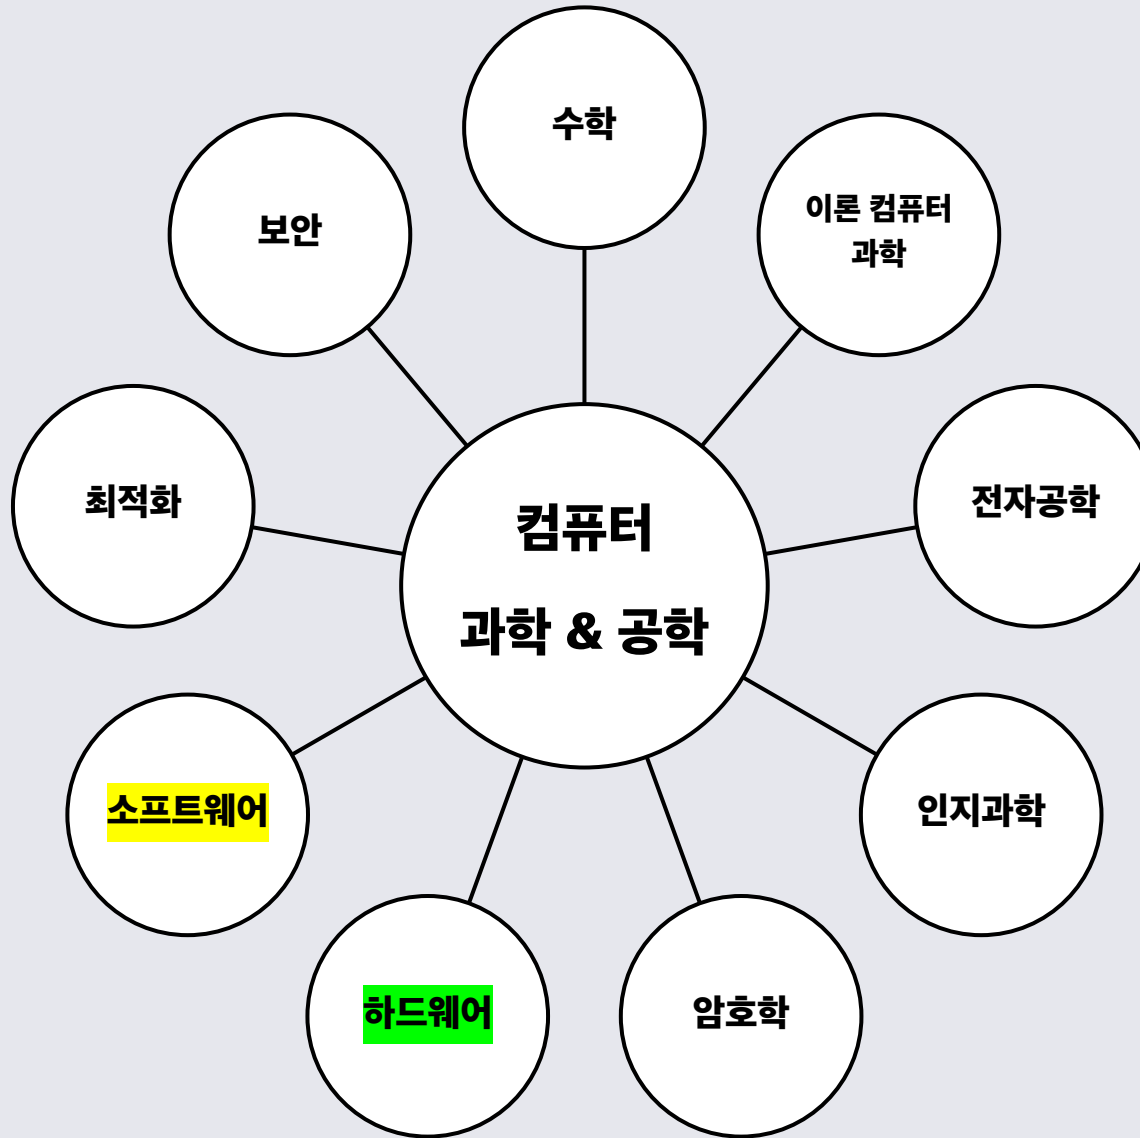 수학
보안
이론 컴퓨터
과학
최적화
전자공학
컴퓨터
과학 & 공학
소프트웨어
인지과학
하드웨어
암호학